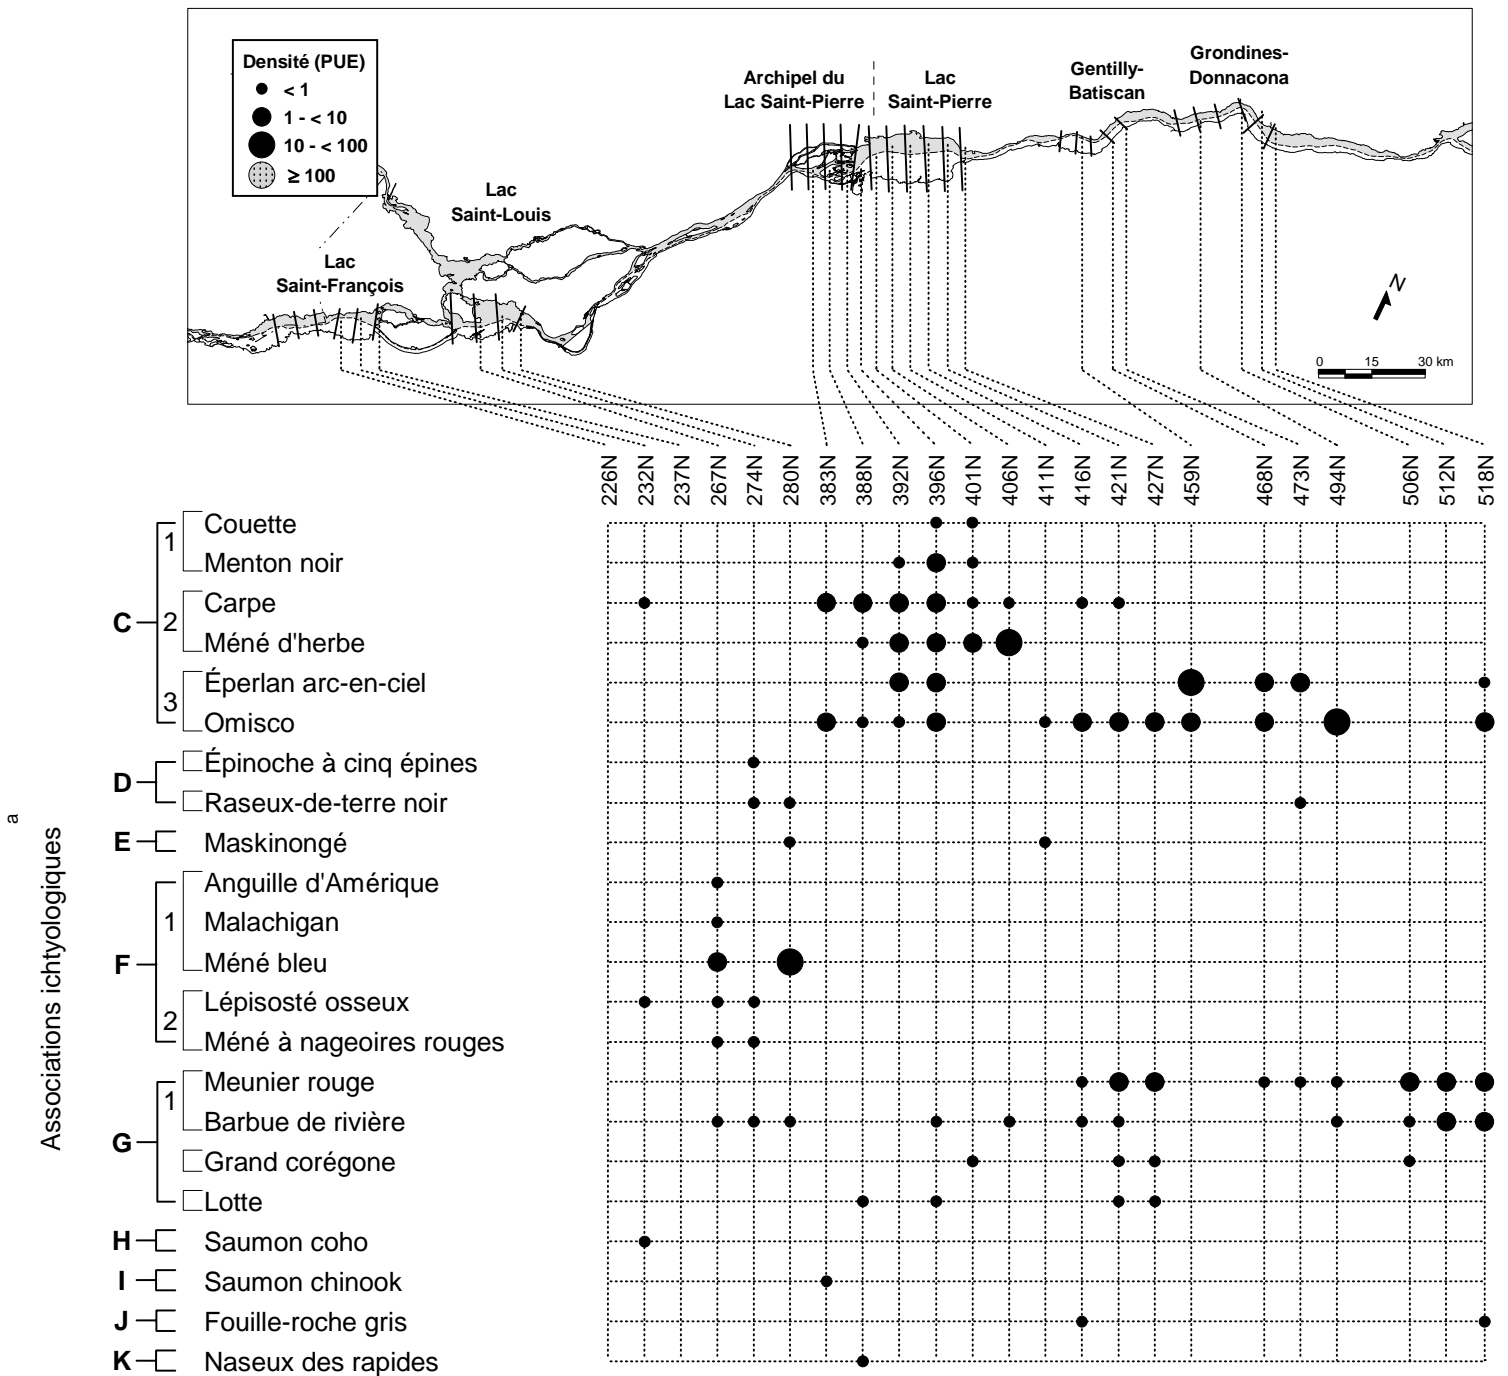 Densité (PUE)
< 1
1 - < 10
10 - < 100
≥ 100
Lac
Saint-François
Lac
Saint-Louis
Archipel du
Lac Saint-Pierre
Lac
Saint-Pierre
Gentilly-
Batiscan
Grondines-
Donnacona
N
0 15 30 km
226N 232N 237N 267N 274N 280N 383N 388N 392N 396N 401N 406N 411N 416N 421N 427N 459N 468N 473N 494N 506N 512N 518N
Associations ichtyologiques a
C
1
Couette
Menton noir
2
Carpe
Méné d'herbe
3
Éperlan arc-en-ciel
Omisco
D
Épinoche à cinq épines
Raseux-de-terre noir
E Maskinongé
F
1
Anguille d'Amérique
Malachigan
Méné bleu
2
Lépisosté osseux
Méné à nageoires rouges
G
1
Meunier rouge
Barbue de rivière
Grand corégone
Lotte
H Saumon coho
I Saumon chinook
J Fouille-roche gris
K Naseux des rapides